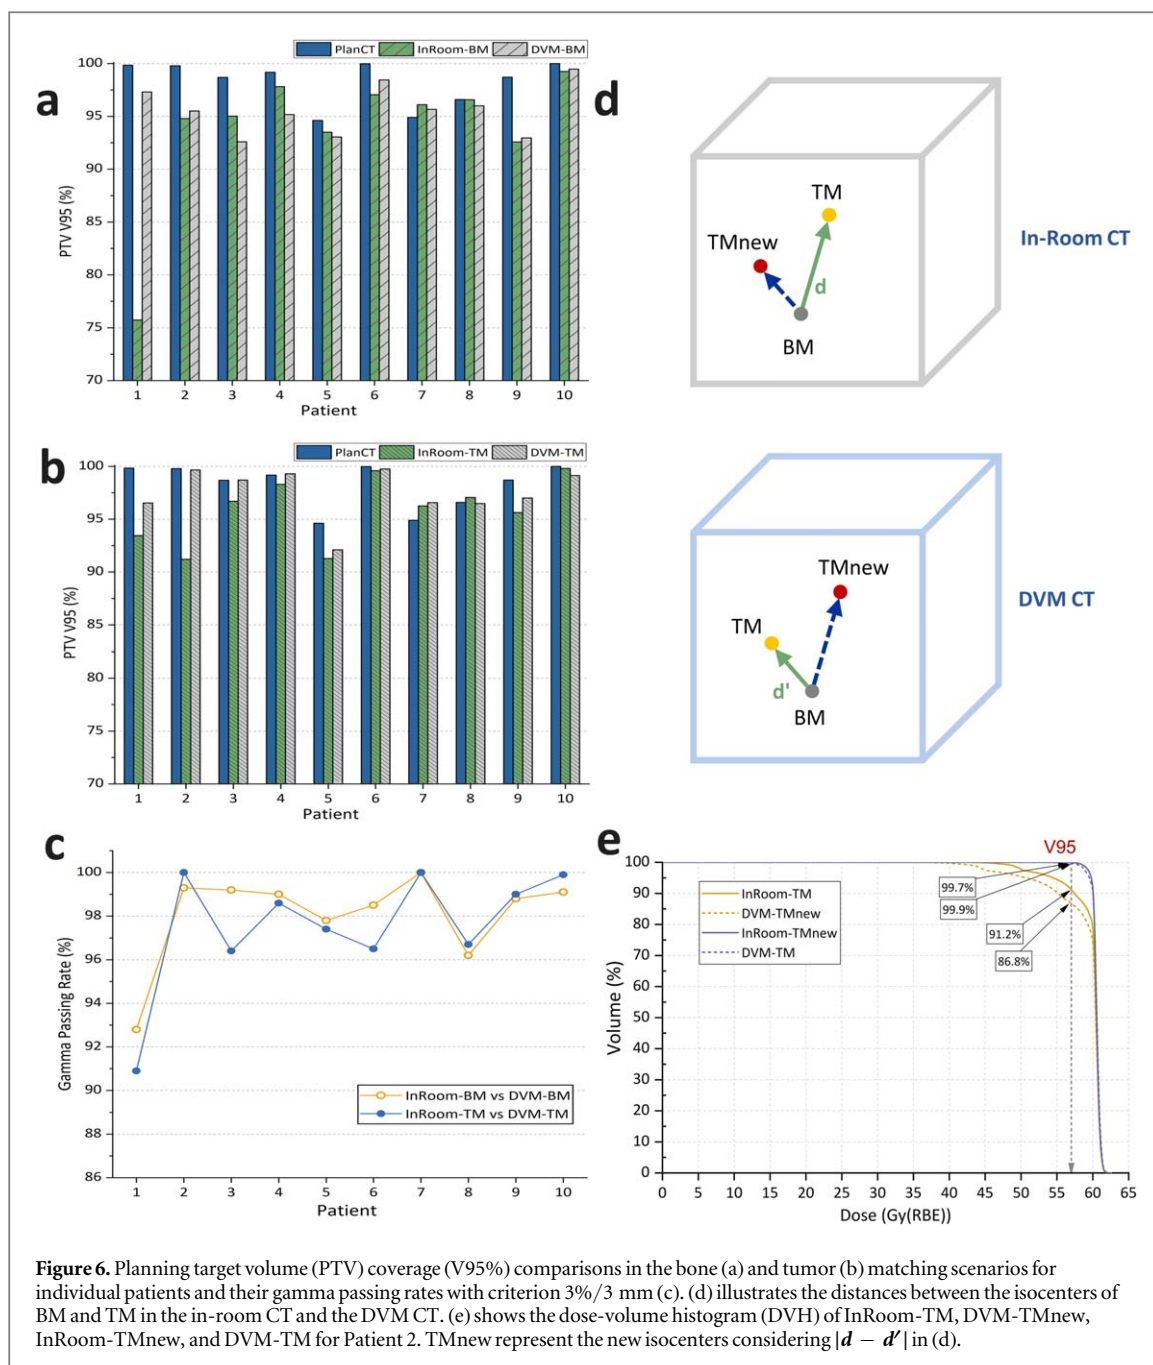 a
PlanCT InRoom-BM DVM-BM
100
95
90
85
80
75
70
PTV V95 (%)
1 2 3 4 5 6 7 8 9 10
Patient
b
PlanCT InRoom-TM DVM-TM
100
95
90
85
80
75
70
PTV V95 (%)
1 2 3 4 5 6 7 8 9 10
Patient
c
100
98
96
94
92
90
88
86
Gamma Passing Rate (%)
InRoom-BM vs DVM-BM
InRoom-TM vs DVM-TM
1 2 3 4 5 6 7 8 9 10
Patient
d
TM
TMnew
d
BM
In-Room CT
TMnew
TM
d'
BM
DVM CT
e
V95
100
90
80
70
60
50
40
30
20
10
0
Volume (%)
InRoom-TM
DVM-TMnew
InRoom-TMnew
DVM-TM
99.7%
99.9%
91.2%
86.8%
0 5 10 15 20 25 30 35 40 45 50 55 60 65
Dose (Gy(RBE))
Figure 6. Planning target volume (PTV) coverage (V95%) comparisons in the bone (a) and tumor (b) matching scenarios for
individual patients and their gamma passing rates with criterion 3%/3 mm (c). (d) illustrates the distances between the isocenters of
BM and TM in the in-room CT and the DVM CT. (e) shows the dose-volume histogram (DVH) of InRoom-TM, DVM-TMnew,
InRoom-TMnew, and DVM-TM for Patient 2. TMnew represent the new isocenters considering |d − d′| in (d).